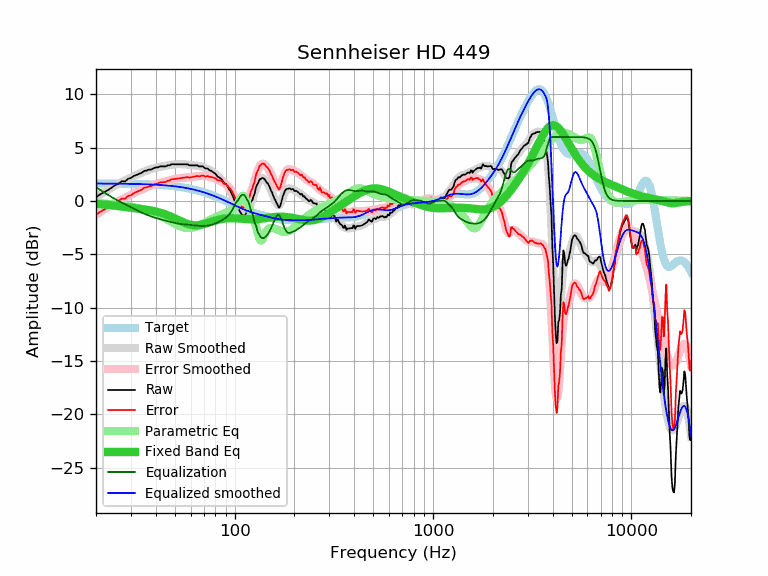 Sennheiser HD 449
10
5
0
−5
−10
−15
−20
−25
Amplitude (dBr)
Target
Raw Smoothed
Error Smoothed
Raw
Error
Parametric Eq
Fixed Band Eq
Equalization
Equalized smoothed
100
1000
10000
Frequency (Hz)